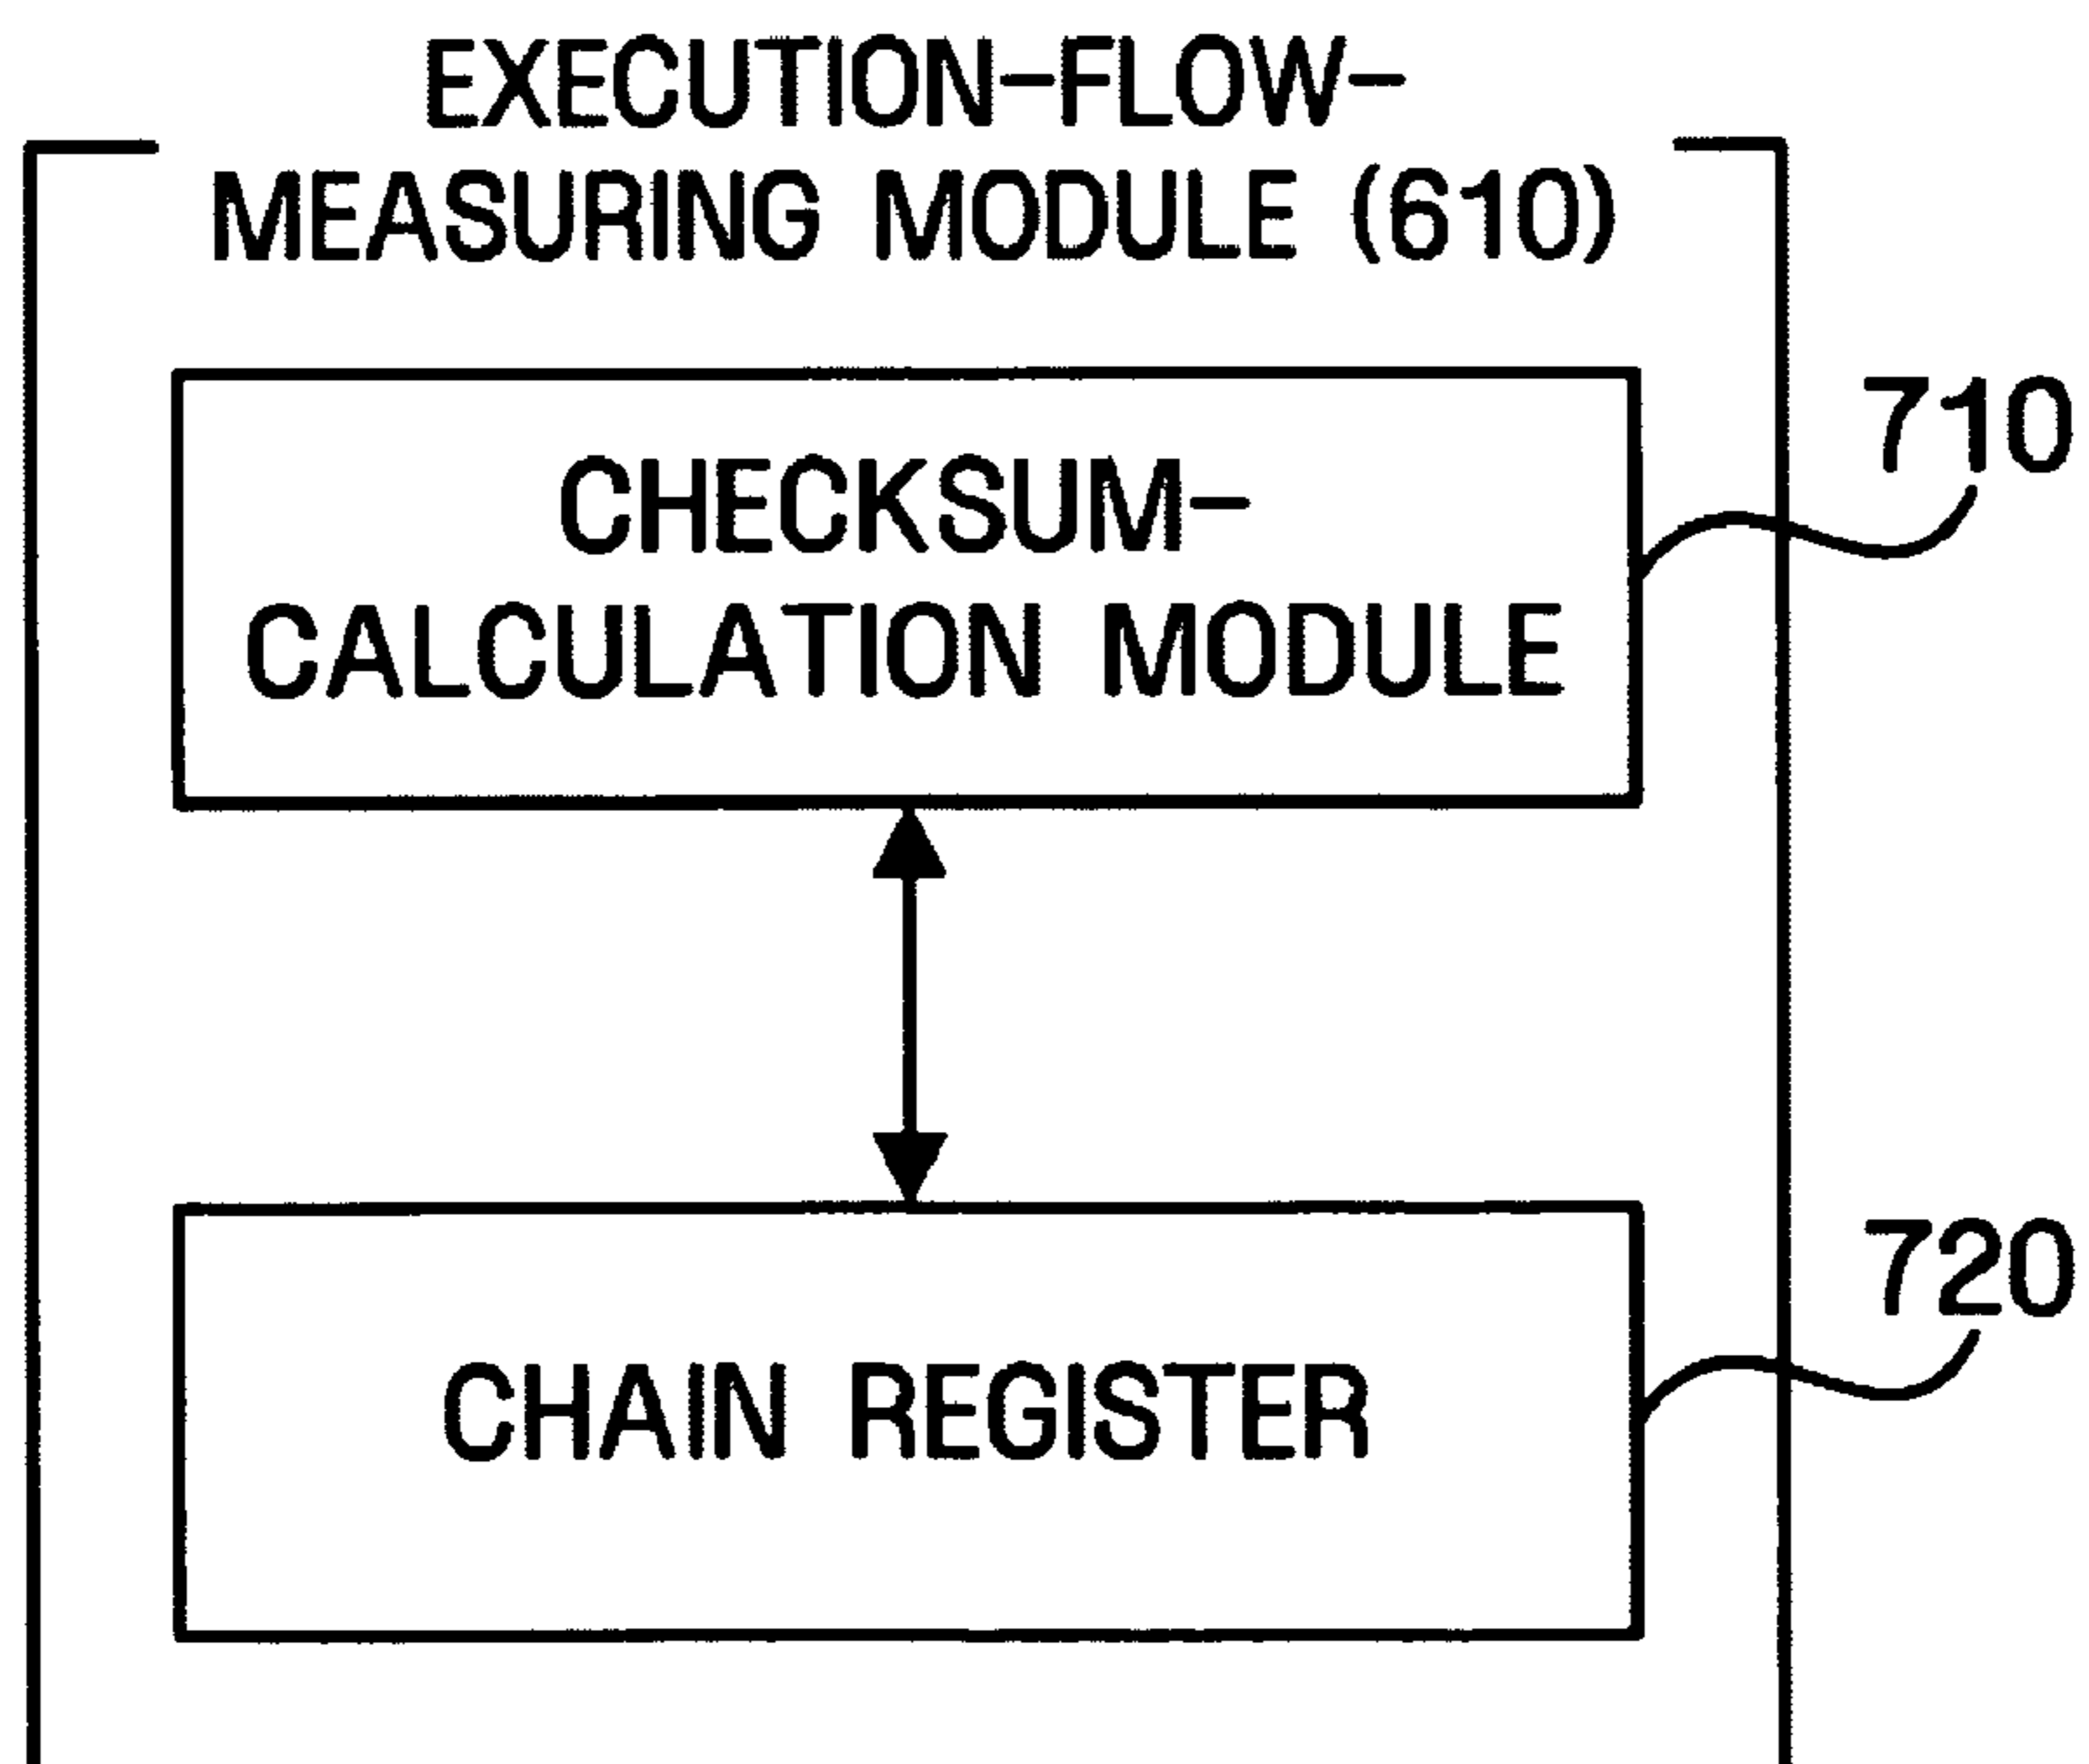 EXECUTION-FLOW-
MEASURING MODULE (610)
CHECKSUM-
CALCULATION MODULE
710
CHAIN REGISTER
720